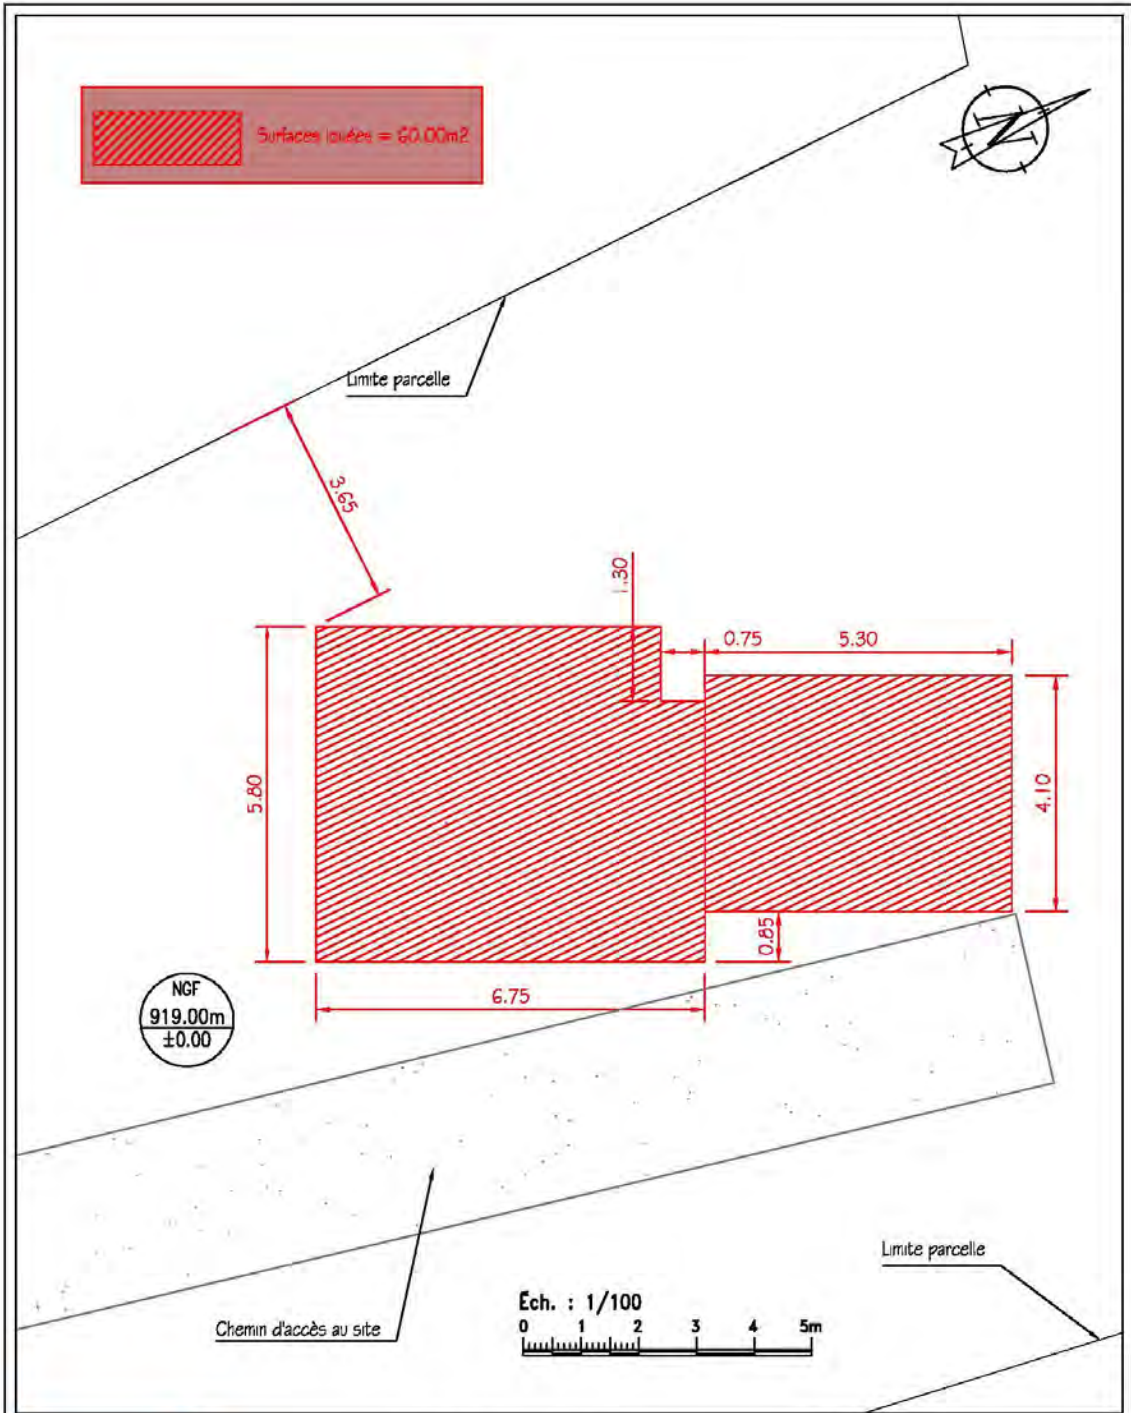 Surfaces louées = 60.00m2
N
Limite parcelle
3.65
1.30
0.75
5.30
5.80
4.10
0.85
6.75
NGF
919.00m
±0.00
Limite parcelle
Chemin d'accès au site
Éch. : 1/100
0 1 2 3 4 5m